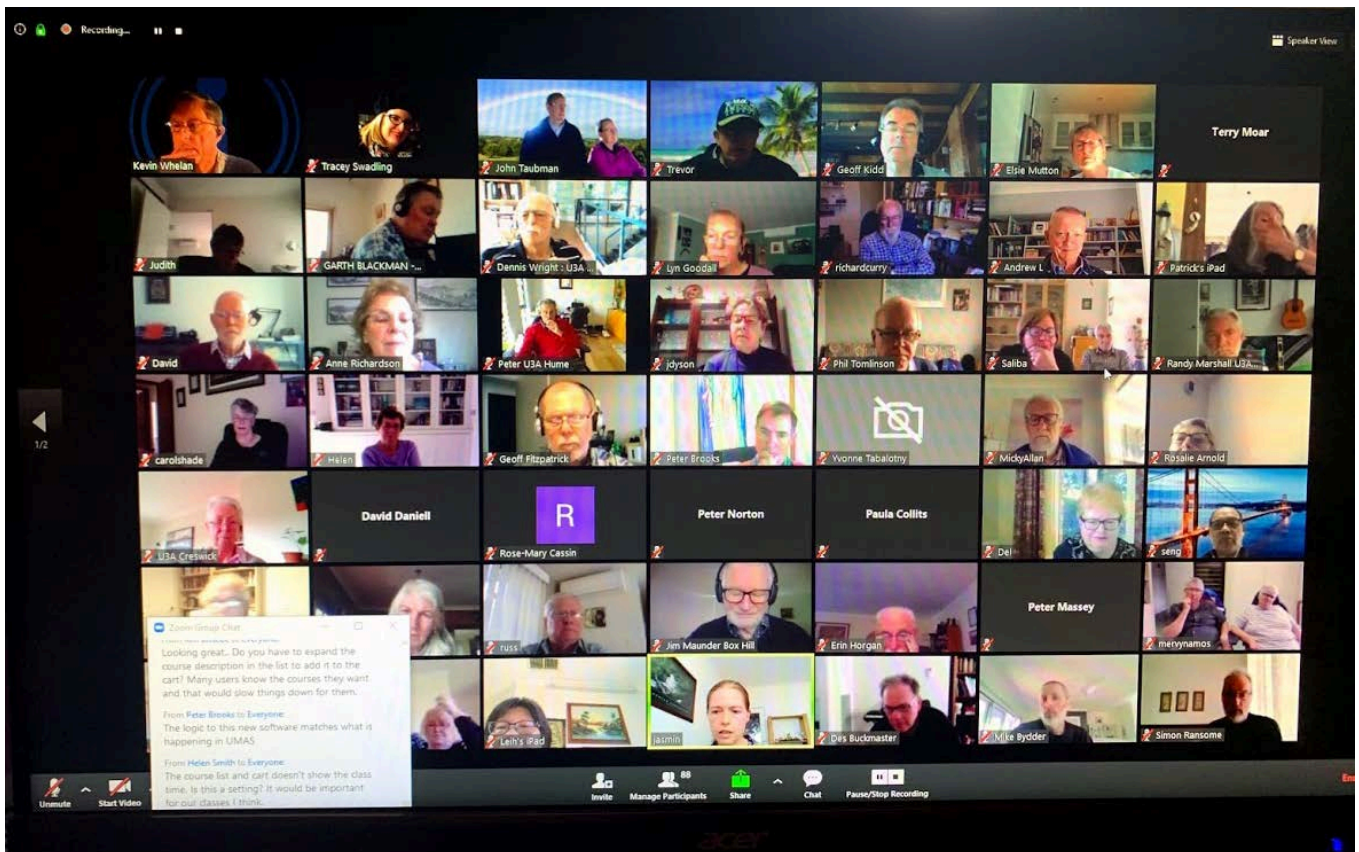 Recording...
Speaker View
Kevin Whelan
Tracey Swadling
John Taubman
Trevor
Geoff Kidd
Elsie Mutton
Terry Moar
Judith
GARTH BLACKMAN -...
Dennis Wright : U3A ...
Lyn Goodall
richardcurry
Andrew L
Patrick's iPad
David
Anne Richardson
Peter U3A Hume
jdyson
Phil Tomlinson
Saliba
Randy Marshall U3A...
1/2
carolshade
Helen
Geoff Fitzpatrick
Peter Brooks
Yvonne Tabalotny
MickyAllan
Rosalie Arnold
U3A Creswick
David Daniell
R
Rose-Mary Cassin
Peter Norton
Paula Collits
Del
seng
russ
Jim Maunder Box Hill
Erin Horgan
Peter Massey
mervynamos
Zoom Group Chat
Looking great.. Do you have to expand the
course description in the list to add it to the
cart? Many users know the courses they want
and that would slow things down for them.
From Peter Brooks to Everyone:
The logic to this new software matches what is
happening in UMAS
From Helen Smith to Everyone:
The course list and cart doesn't show the class
time. Is this a setting? It would be important
for our classes I think.
Leih's iPad
jasmin
Des Buckmaster
Mike Bydder
Simon Ransome
Unmute
Start Video
Invite
Manage Participants
88
Share
Chat
Pause/Stop Recording
acer